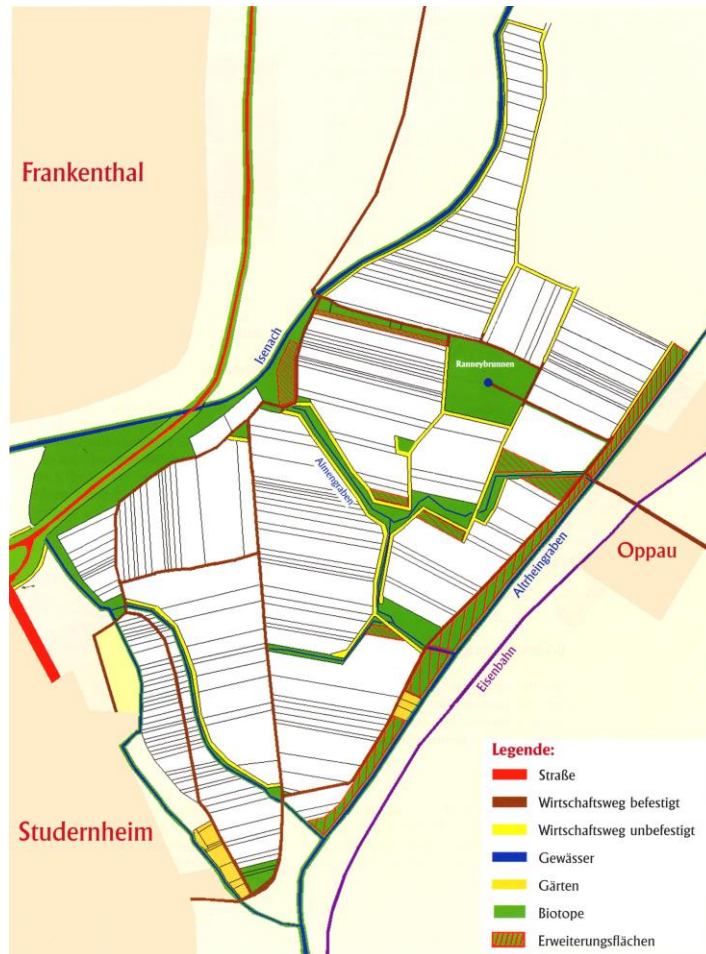 Frankenthal
Isenach
Ranneybrunnen
Almengraben
Oppau
Altrheingraben
Eisenbahn
Studernheim
Legende:
Straße
Wirtschaftsweg befestigt
Wirtschaftsweg unbefestigt
Gewässer
Gärten
Biotope
Erweiterungsflächen